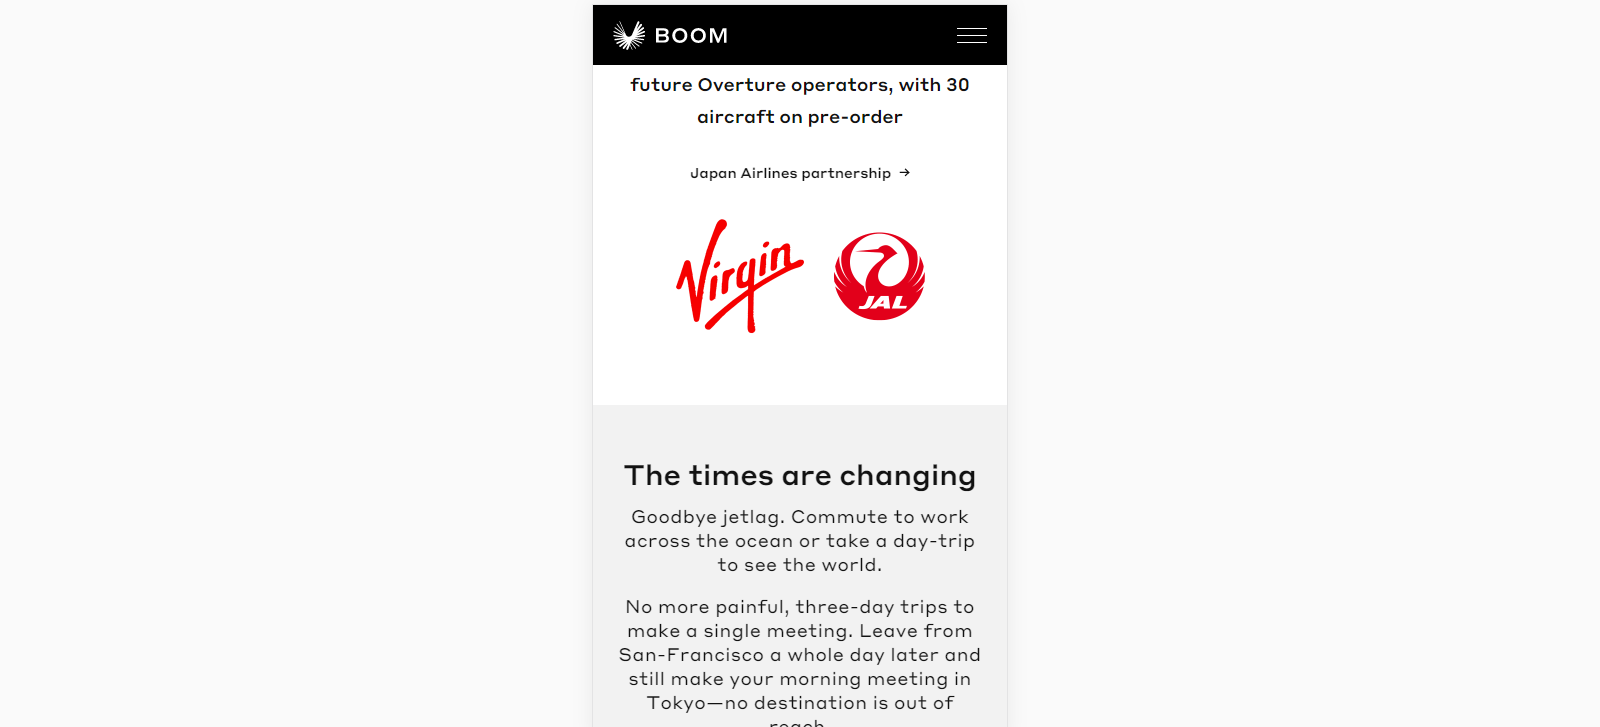 BOOM
future Overture operators, with 30
aircraft on pre-order
Japan Airlines partnership →
Virgin
JAL
The times are changing
Goodbye jetlag. Commute to work
across the ocean or take a day-trip
to see the world.
No more painful, three-day trips to
make a single meeting. Leave from
San-Francisco a whole day later and
still make your morning meeting in
Tokyo—no destination is out of
reach